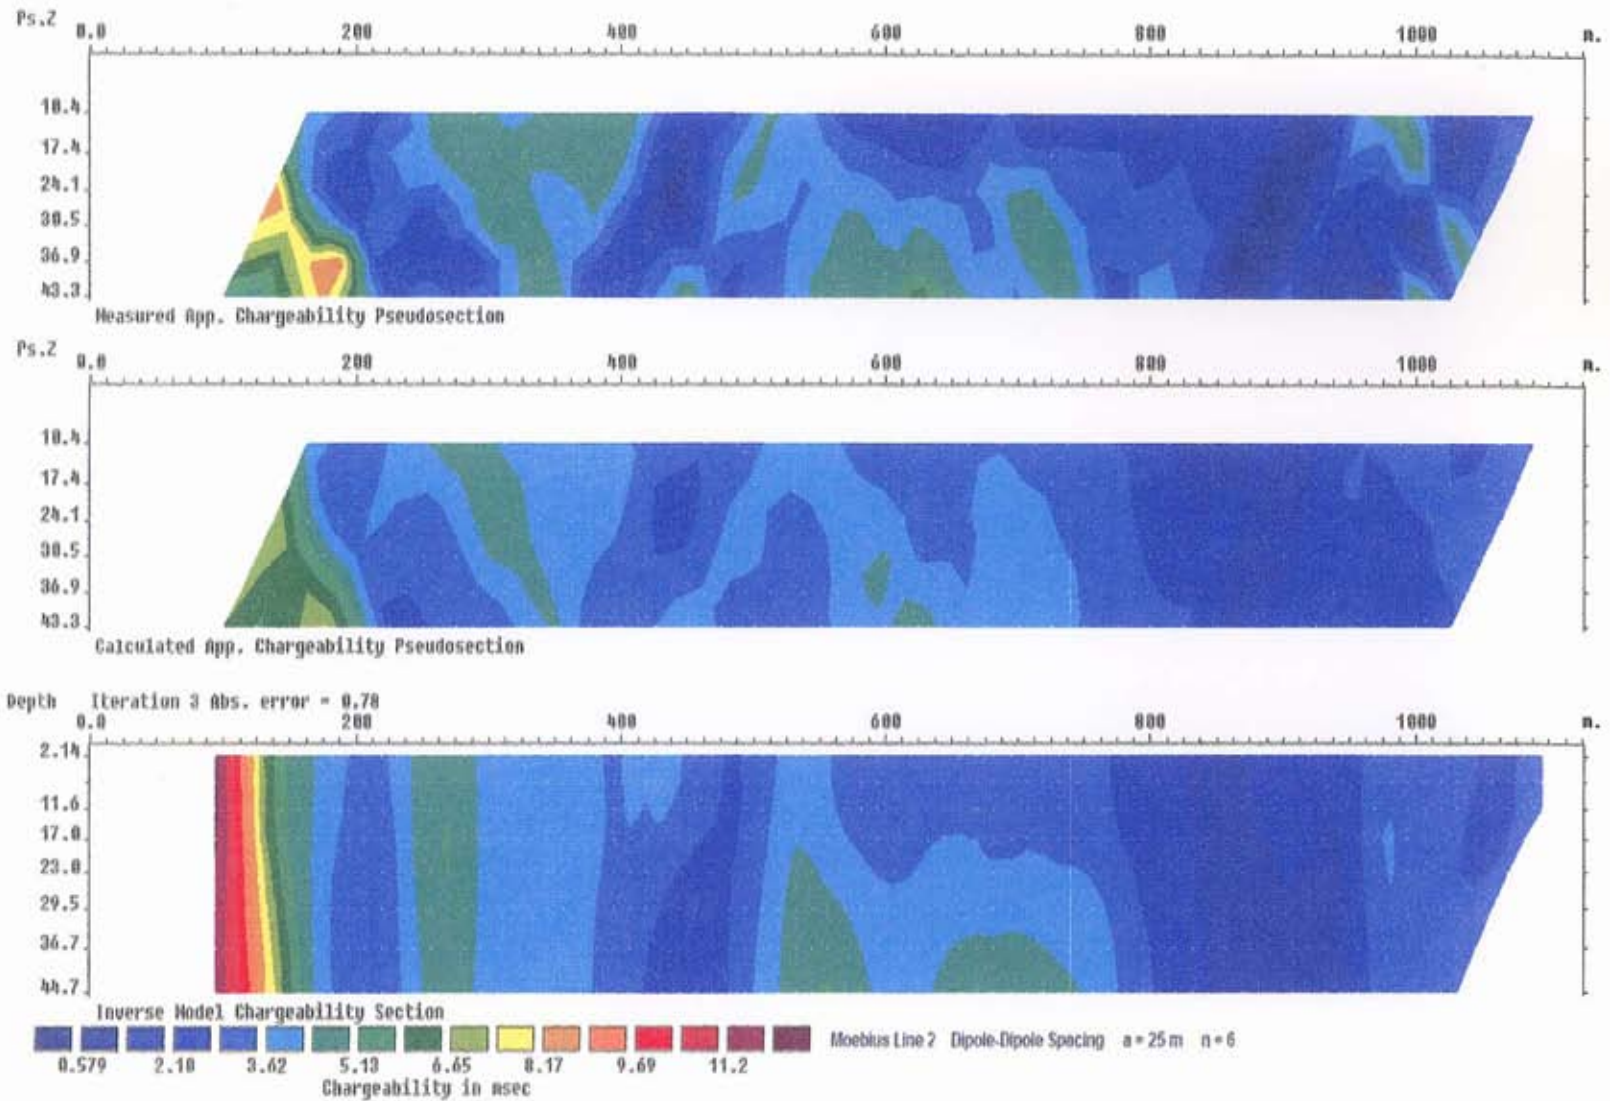 Ps.Z 0.0 200 400 600 800 1000 m.
10.4
17.4
24.1
30.5
36.9
43.3
Measured App. Chargeability Pseudosection
Ps.Z 0.0 200 400 600 800 1000 m.
10.4
17.4
24.1
30.5
36.9
43.3
Calculated App. Chargeability Pseudosection
Depth Iteration 3 Abs. error = 0.78
0.0 200 400 600 800 1000 m.
2.14
11.6
17.0
23.0
29.5
36.7
44.7
Inverse Model Chargeability Section
Moebius Line 2 Dipole-Dipole Spacing a = 25 m n = 6
0.579 2.10 3.62 5.13 6.65 8.17 9.69 11.2
Chargeability in msec